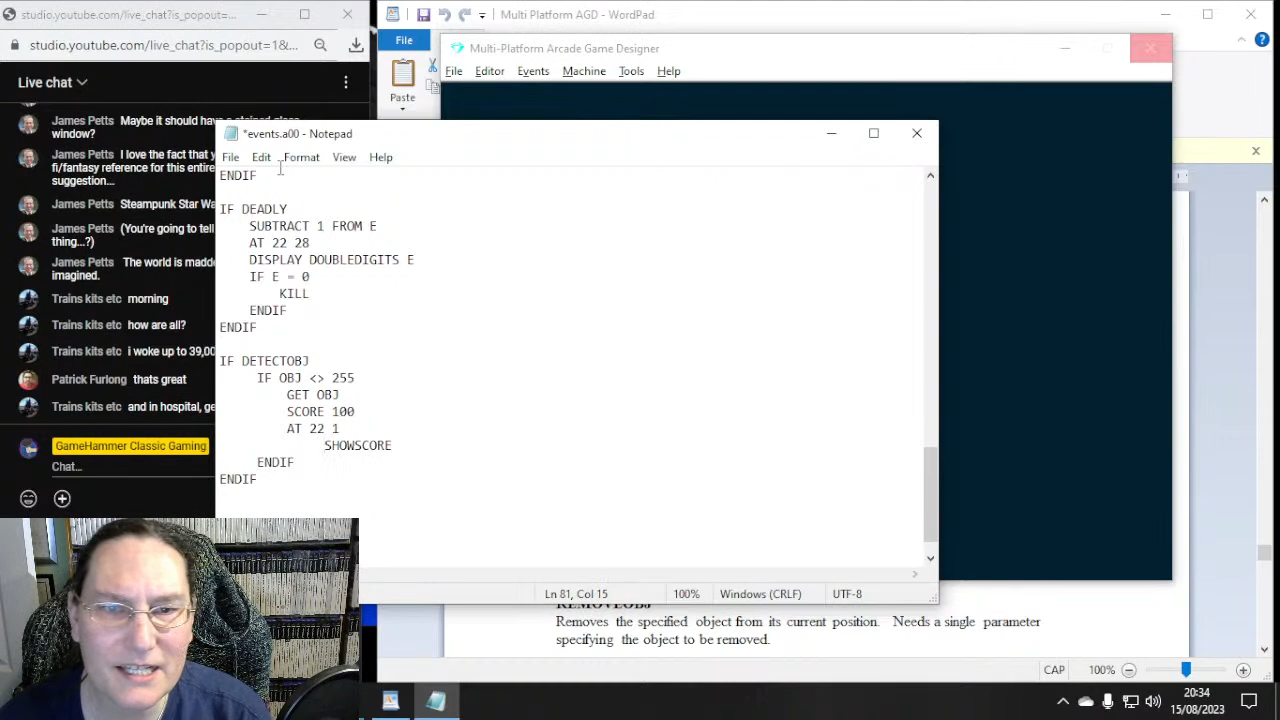 studio.youtube.com/live_chat?is_popout=...
studio.youtube.com/live_chat?is_popout=1&...
Live chat
James Petts Maybe it should have a stained glass
window?
James Petts I love the fact that y
fi/fantasy reference for this entire
suggestion...
James Petts Steampunk Star Wa
James Petts (You're going to tell
thing...?)
James Petts The world is madde
imagined.
Trains kits etc morning
Trains kits etc how are all?
Trains kits etc i woke up to 39,00
Patrick Furlong thats great
Trains kits etc and in hospital, ge
GameHammer Classic Gaming
Chat...
Multi Platform AGD - WordPad
File
Paste
Multi-Platform Arcade Game Designer
File Editor Events Machine Tools Help
*events.a00 - Notepad
File Edit Format View Help
ENDIF
IF DEADLY
SUBTRACT 1 FROM E
AT 22 28
DISPLAY DOUBLEDIGITS E
IF E = 0
KILL
ENDIF
ENDIF
IF DETECTOBJ
IF OBJ <> 255
GET OBJ
SCORE 100
AT 22 1
SHOWSCORE
ENDIF
ENDIF
Ln 81, Col 15 100% Windows (CRLF) UTF-8
REMOVEOBJ
Removes the specified object from its current position. Needs a single parameter
specifying the object to be removed.
CAP 100%
20:34
15/08/2023